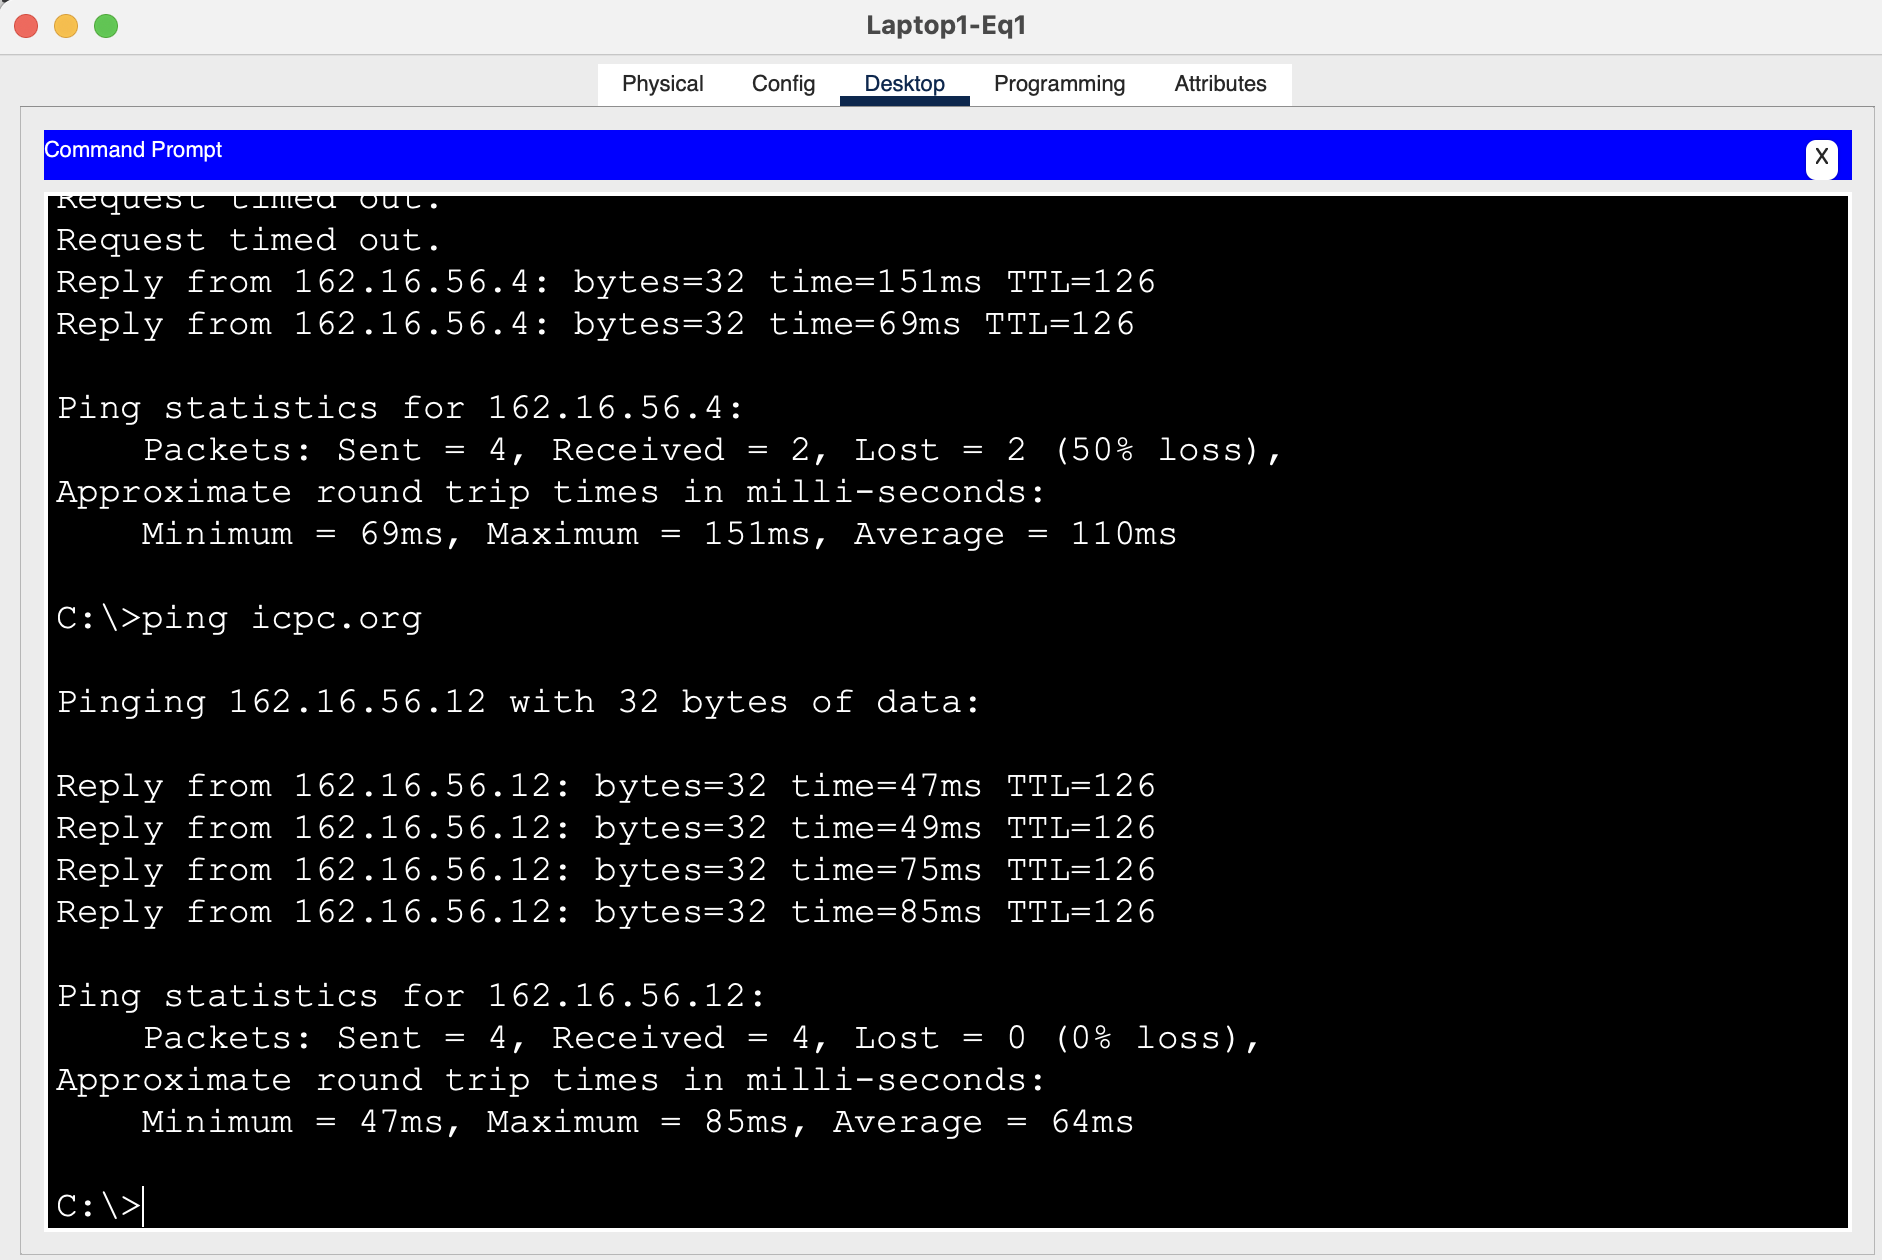 Laptop1-Eq1
Physical Config Desktop Programming Attributes
Command Prompt
X
Request timed out.
Request timed out.
Reply from 162.16.56.4: bytes=32 time=151ms TTL=126
Reply from 162.16.56.4: bytes=32 time=69ms TTL=126
Ping statistics for 162.16.56.4:
Packets: Sent = 4, Received = 2, Lost = 2 (50% loss),
Approximate round trip times in milli-seconds:
Minimum = 69ms, Maximum = 151ms, Average = 110ms
C:\>ping icpc.org
Pinging 162.16.56.12 with 32 bytes of data:
Reply from 162.16.56.12: bytes=32 time=47ms TTL=126
Reply from 162.16.56.12: bytes=32 time=49ms TTL=126
Reply from 162.16.56.12: bytes=32 time=75ms TTL=126
Reply from 162.16.56.12: bytes=32 time=85ms TTL=126
Ping statistics for 162.16.56.12:
Packets: Sent = 4, Received = 4, Lost = 0 (0% loss),
Approximate round trip times in milli-seconds:
Minimum = 47ms, Maximum = 85ms, Average = 64ms
C:\>